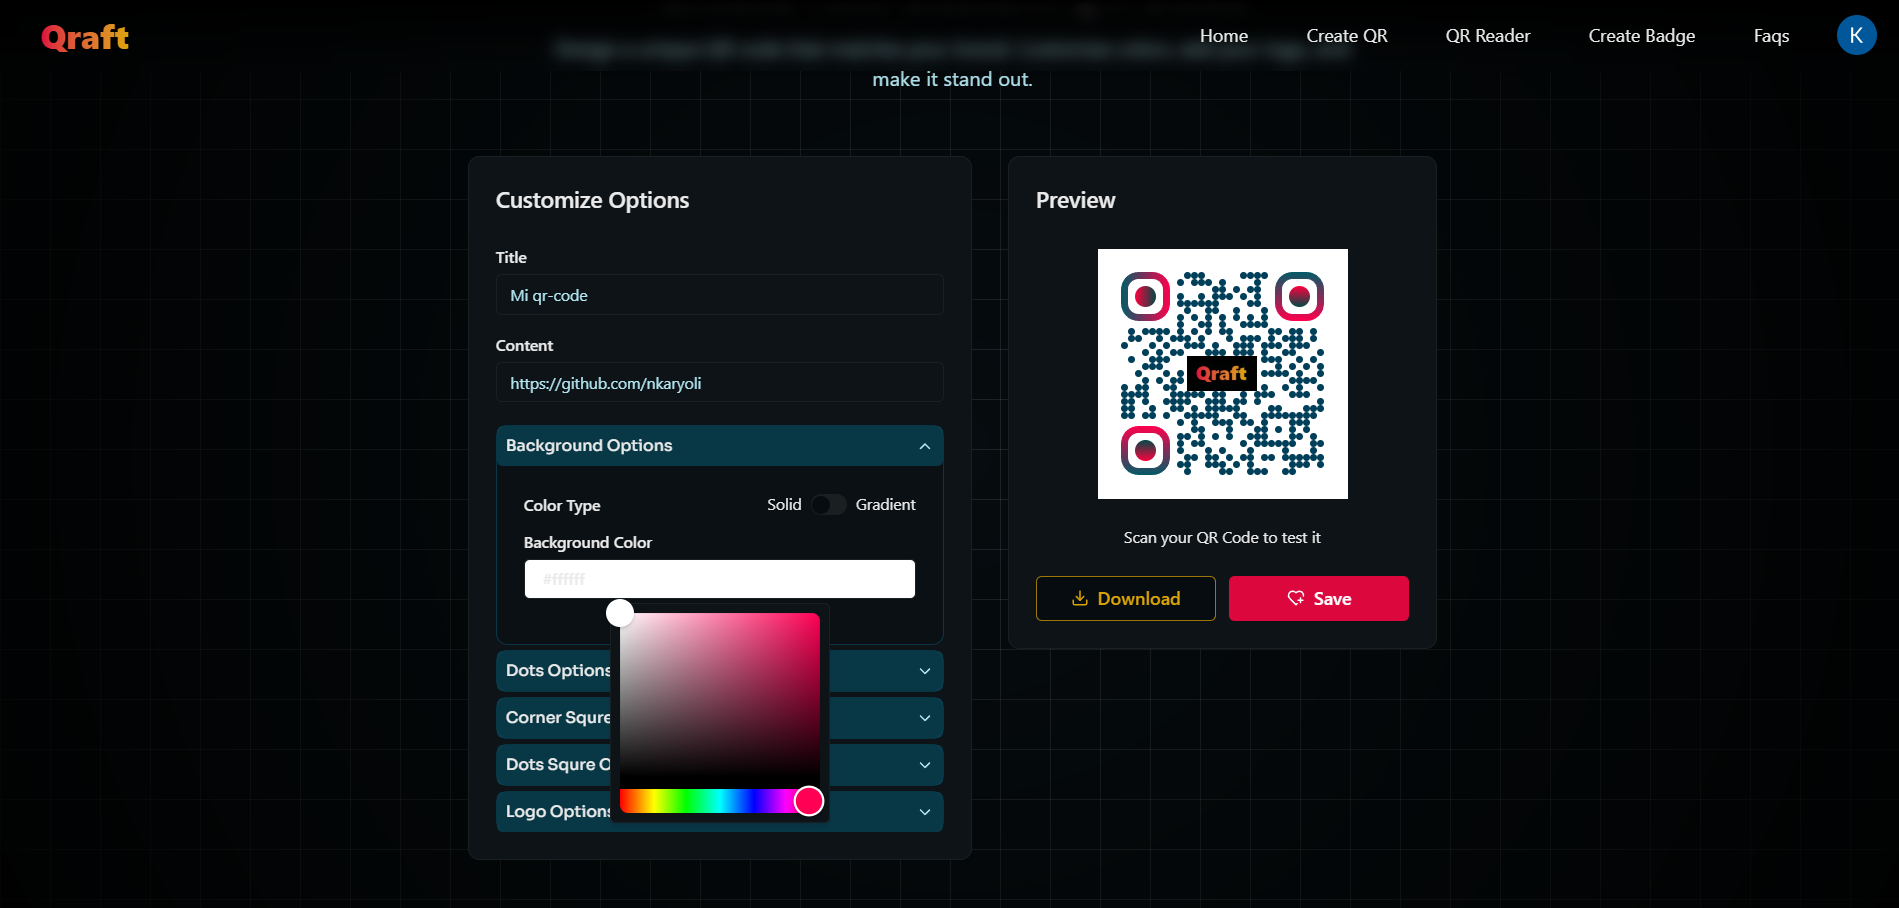 Qraft
Home
Create QR
QR Reader
Create Badge
Faqs
K
make it stand out.
Customize Options
Title
Mi qr-code
Content
https://github.com/nkaryoli
Background Options
Color Type
Solid
Gradient
Background Color
#ffffff
Dots Options
Corner Squre
Dots Squre O
Logo Options
Preview
Qraft
Scan your QR Code to test it
Download
Save